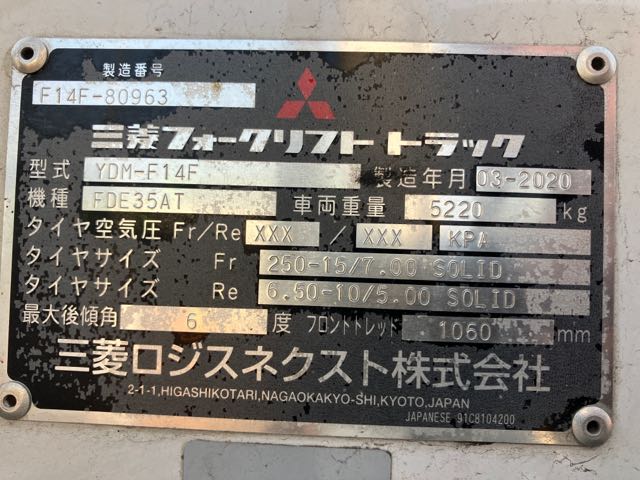 製造番号
F14F-80963
三菱フォークリフト トラック
型式 YDM-F14F 製造年月 03-2020
機種 FDE35AT 車両重量 5220 kg
タイヤ空気圧 Fr/Re XXX / XXX KPA
タイヤサイズ Fr 250-15/7.00 SOLID
タイヤサイズ Re 6.50-10/5.00 SOLID
最大後傾角 6 度 フロントトレッド 1060 mm
三菱ロジスネクスト株式会社
2-1-1,HIGASHIKOTARI,NAGAOKAKYO-SHI,KYOTO,JAPAN
JAPANESE 91C8104200